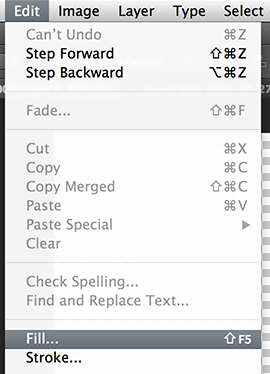 Edit Image Layer Type Select
Can't Undo ⌘Z
Step Forward ⇧⌘Z
Step Backward ⌥⌘Z
Fade... ⇧⌘F
Cut ⌘X
Copy ⌘C
Copy Merged ⇧⌘C
Paste ⌘V
Paste Special ▶
Clear
Check Spelling...
Find and Replace Text...
Fill... ⇧F5
Stroke...